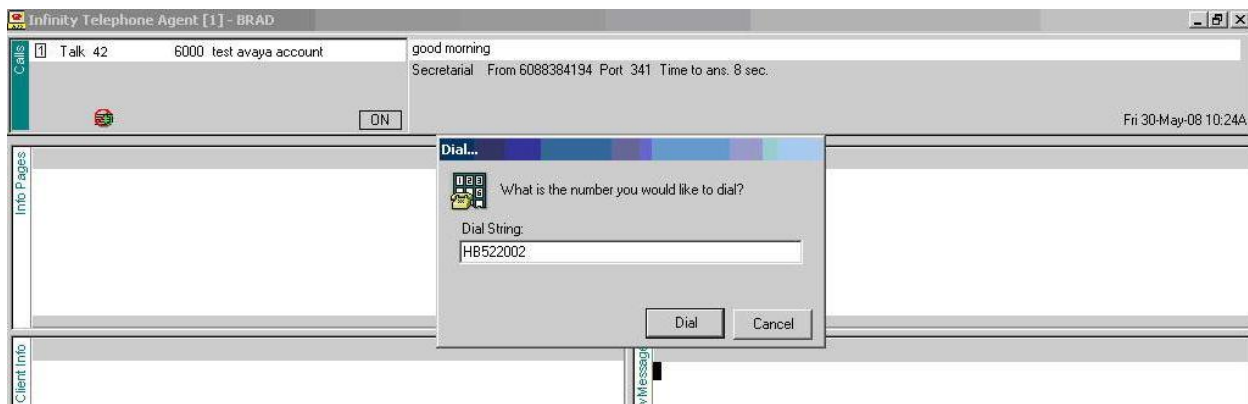 Infinity Telephone Agent [1] - BRAD
Calls
1 Talk 42 6000 test avaya account
ON
good morning
Secretarial From 6088384194 Port 341 Time to ans. 8 sec.
Fri 30-May-08 10:24A
Info Pages
Dial...
What is the number you would like to dial?
Dial String:
HB522002
Dial
Cancel
Client Info
Message